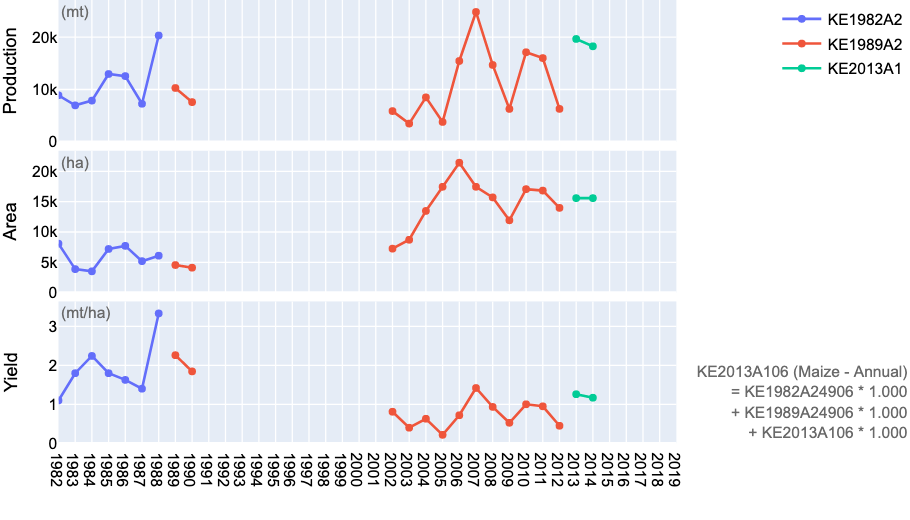 (mt)
Production
20k
10k
0
KE1982A2
KE1989A2
KE2013A1
(ha)
Area
20k
15k
10k
5k
0
(mt/ha)
Yield
3
2
1
0
1982
1983
1984
1985
1986
1987
1988
1989
1990
1991
1992
1993
1994
1995
1996
1997
1998
1999
2000
2001
2002
2003
2004
2005
2006
2007
2008
2009
2010
2011
2012
2013
2014
2015
2016
2017
2018
2019
KE2013A106 (Maize - Annual)
= KE1982A24906 * 1.000
+ KE1989A24906 * 1.000
+ KE2013A106 * 1.000